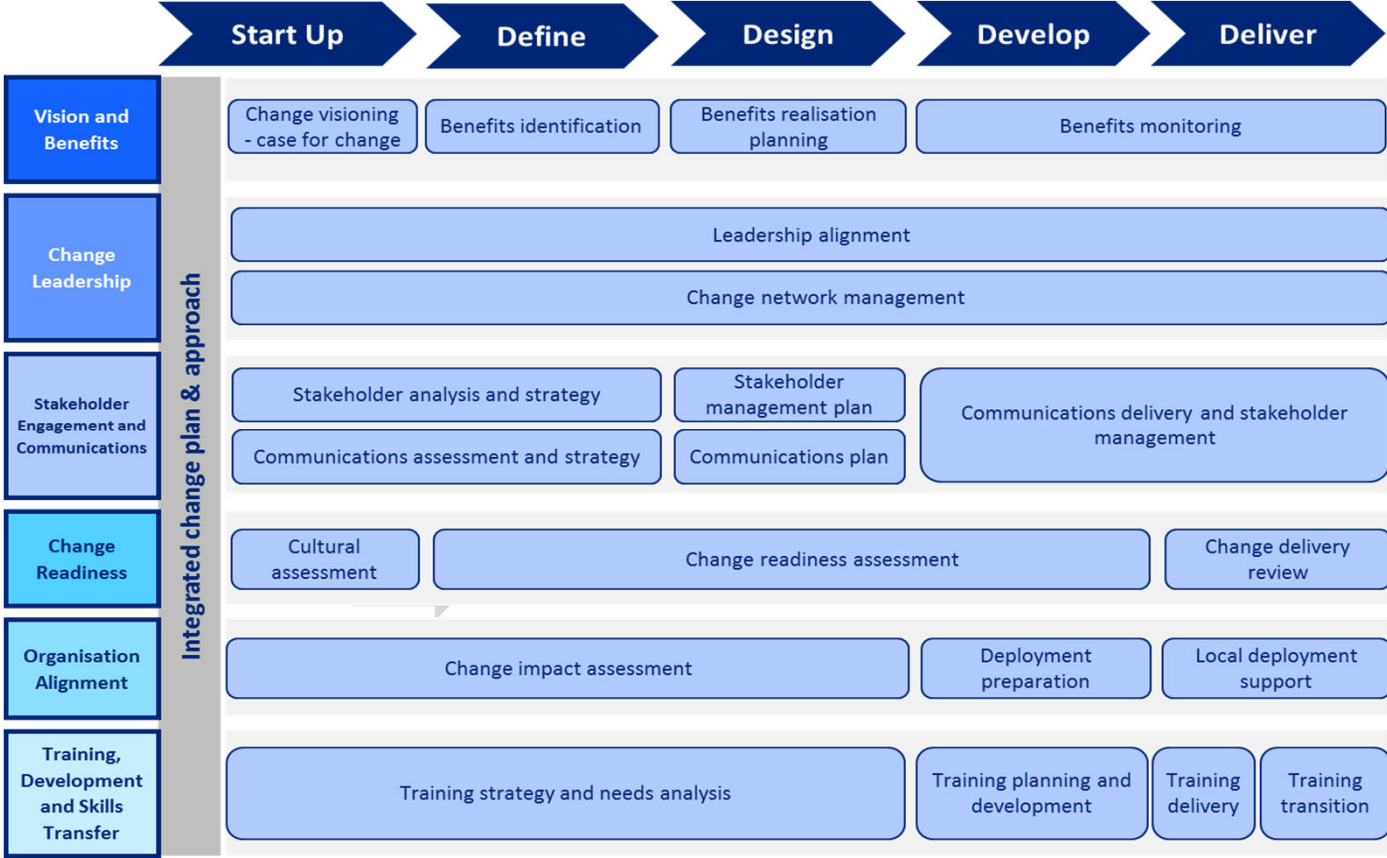 Start Up
Define
Design
Develop
Deliver
Integrated change plan & approach
Vision and
Benefits
Change visioning
- case for change
Benefits identification
Benefits realisation
planning
Benefits monitoring
Change
Leadership
Leadership alignment
Change network management
Stakeholder
Engagement and
Communications
Stakeholder analysis and strategy
Stakeholder
management plan
Communications assessment and strategy
Communications plan
Communications delivery and stakeholder
management
Change
Readiness
Cultural
assessment
Change readiness assessment
Change delivery
review
Organisation
Alignment
Change impact assessment
Deployment
preparation
Local deployment
support
Training,
Development
and Skills
Transfer
Training strategy and needs analysis
Training planning and
development
Training
delivery
Training
transition